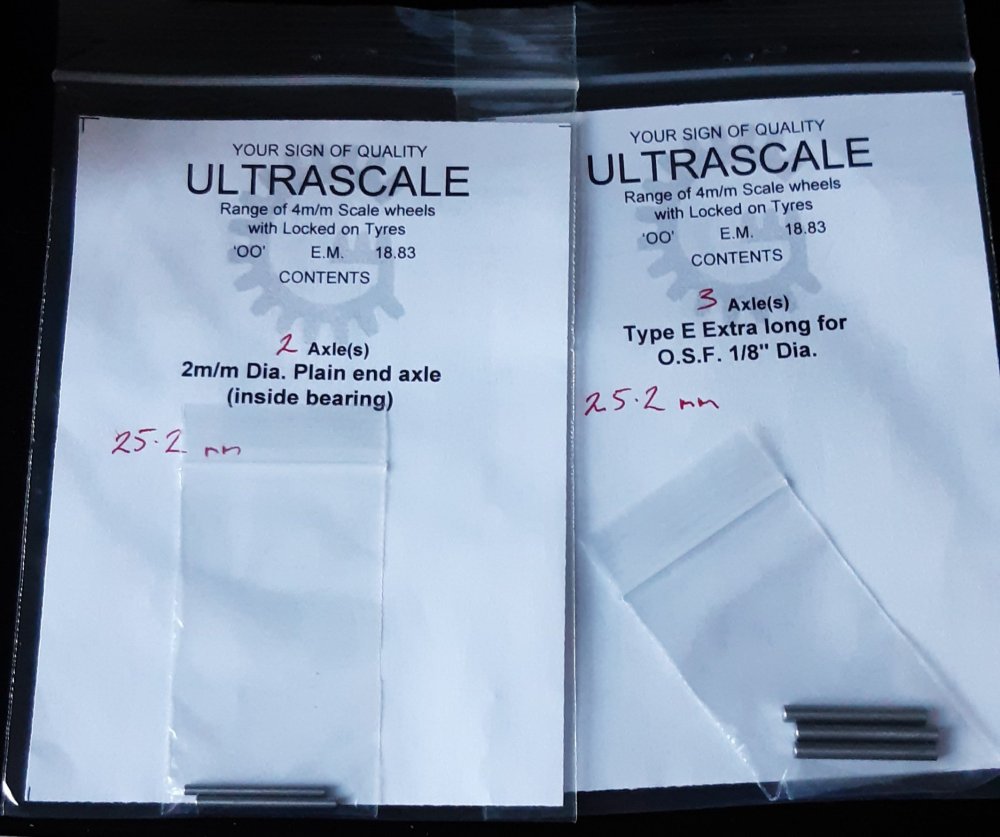 YOUR SIGN OF QUALITY
ULTRASCALE
Range of 4m/m Scale wheels
with Locked on Tyres
'OO' E.M. 18.83
CONTENTS
2 Axle(s)
2m/m Dia. Plain end axle
(inside bearing)
25.2 mm
YOUR SIGN OF QUALITY
ULTRASCALE
Range of 4m/m Scale wheels
with Locked on Tyres
'OO' E.M. 18.83
CONTENTS
3 Axle(s)
Type E Extra long for
O.S.F. 1/8" Dia.
25.2 mm